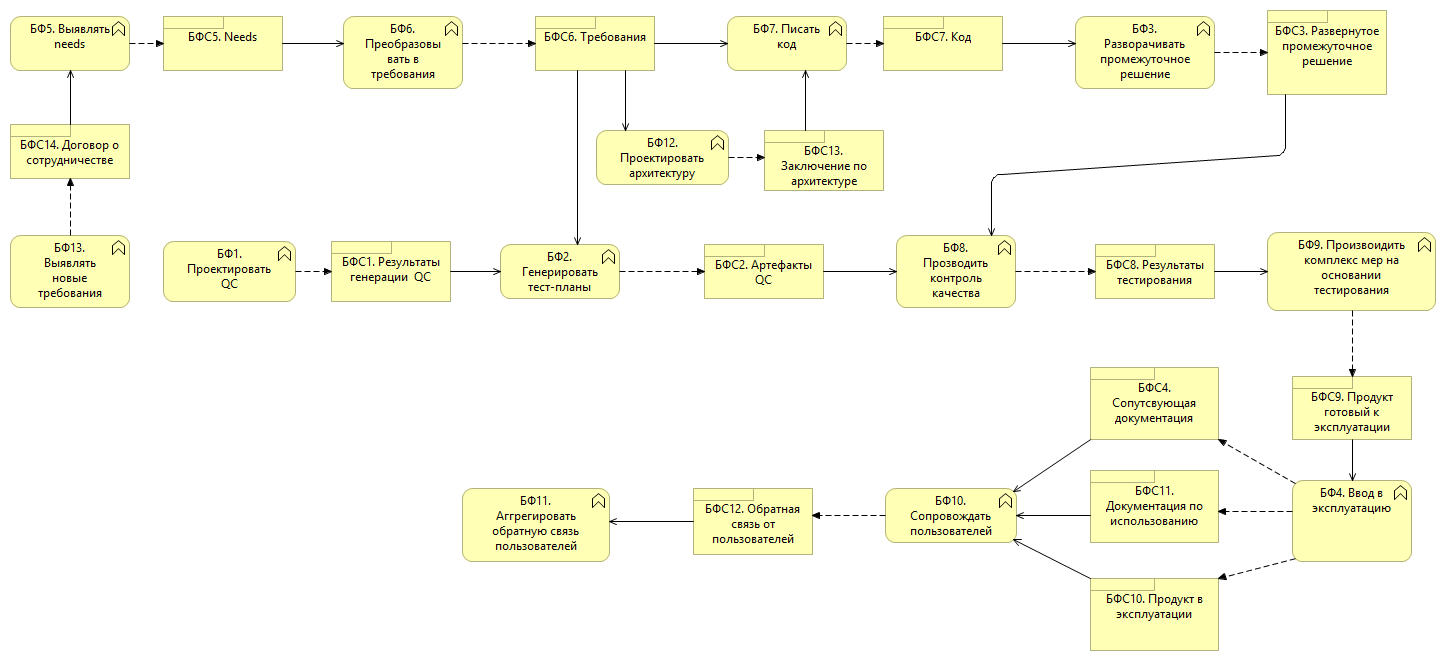 БФ5. Выявлять
needs
БФС5. Needs
БФ6.
Преобразовы
вать в
требования
БФС6. Требования
БФ7. Писать
код
БФС7. Код
БФ3.
Разворачивать
промежуточное
решение
БФС3. Развернутое
промежуточное
решение
БФС14. Договор о
сотрудничестве
БФ12.
Проектировать
архитектуру
БФС13.
Заключение по
архитектуре
БФ13.
Выявлять
новые
требования
БФ1.
Проектировать
QC
БФС1. Результаты
генерации QC
БФ2.
Генерировать
тест-планы
БФС2. Артефакты
QC
БФ8.
Прозводить
контроль
качества
БФС8. Результаты
тестирования
БФ9. Произвоидить
комплекс мер на
основании
тестирования
БФС4.
Сопутсвующая
документация
БФС9. Продукт
готовый к
эксплуатации
БФ11.
Аггрегировать
обратную связь
пользователей
БФС12. Обратная
связь от
пользователей
БФ10.
Сопровождать
пользователей
БФС11.
Документация по
использованию
БФ4. Ввод в
эксплуатацию
БФС10. Продукт в
эксплуатации